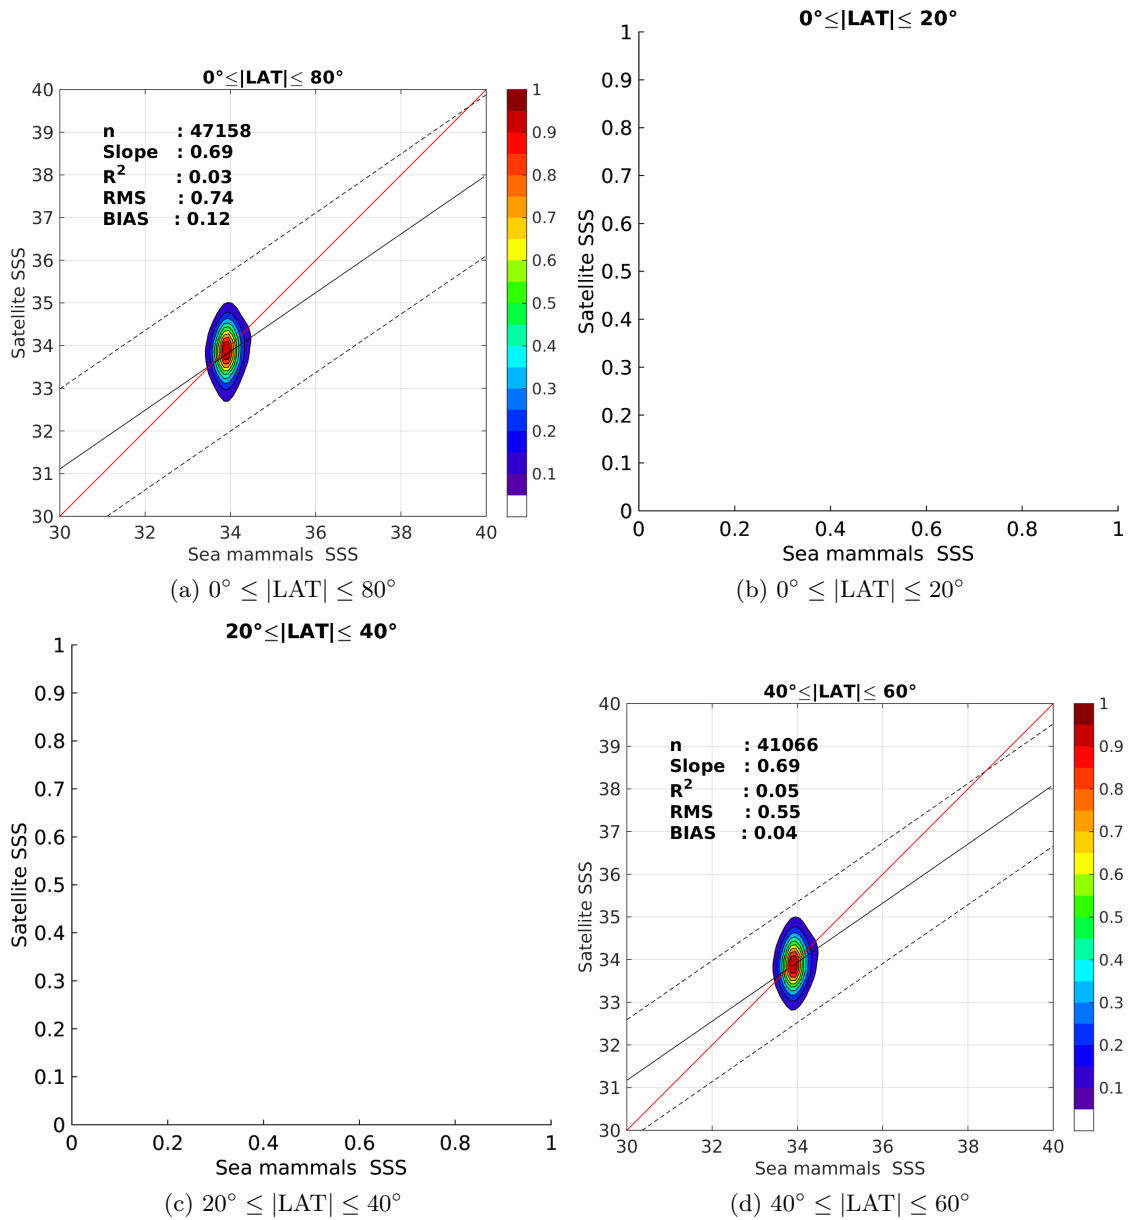 0°≤|LAT|≤ 80°
40
39
38
37
36
35
34
33
32
31
30
Satellite SSS
n : 47158
Slope : 0.69
R² : 0.03
RMS : 0.74
BIAS : 0.12
30 32 34 36 38 40
Sea mammals SSS
1
0.9
0.8
0.7
0.6
0.5
0.4
0.3
0.2
0.1
(a) 0° ≤ |LAT| ≤ 80°
0°≤|LAT|≤ 20°
1
0.9
0.8
0.7
0.6
0.5
0.4
0.3
0.2
0.1
0
Satellite SSS
0 0.2 0.4 0.6 0.8 1
Sea mammals SSS
(b) 0° ≤ |LAT| ≤ 20°
20°≤|LAT|≤ 40°
1
0.9
0.8
0.7
0.6
0.5
0.4
0.3
0.2
0.1
0
Satellite SSS
0 0.2 0.4 0.6 0.8 1
Sea mammals SSS
(c) 20° ≤ |LAT| ≤ 40°
40°≤|LAT|≤ 60°
40
39
38
37
36
35
34
33
32
31
30
Satellite SSS
n : 41066
Slope : 0.69
R² : 0.05
RMS : 0.55
BIAS : 0.04
30 32 34 36 38 40
Sea mammals SSS
1
0.9
0.8
0.7
0.6
0.5
0.4
0.3
0.2
0.1
(d) 40° ≤ |LAT| ≤ 60°